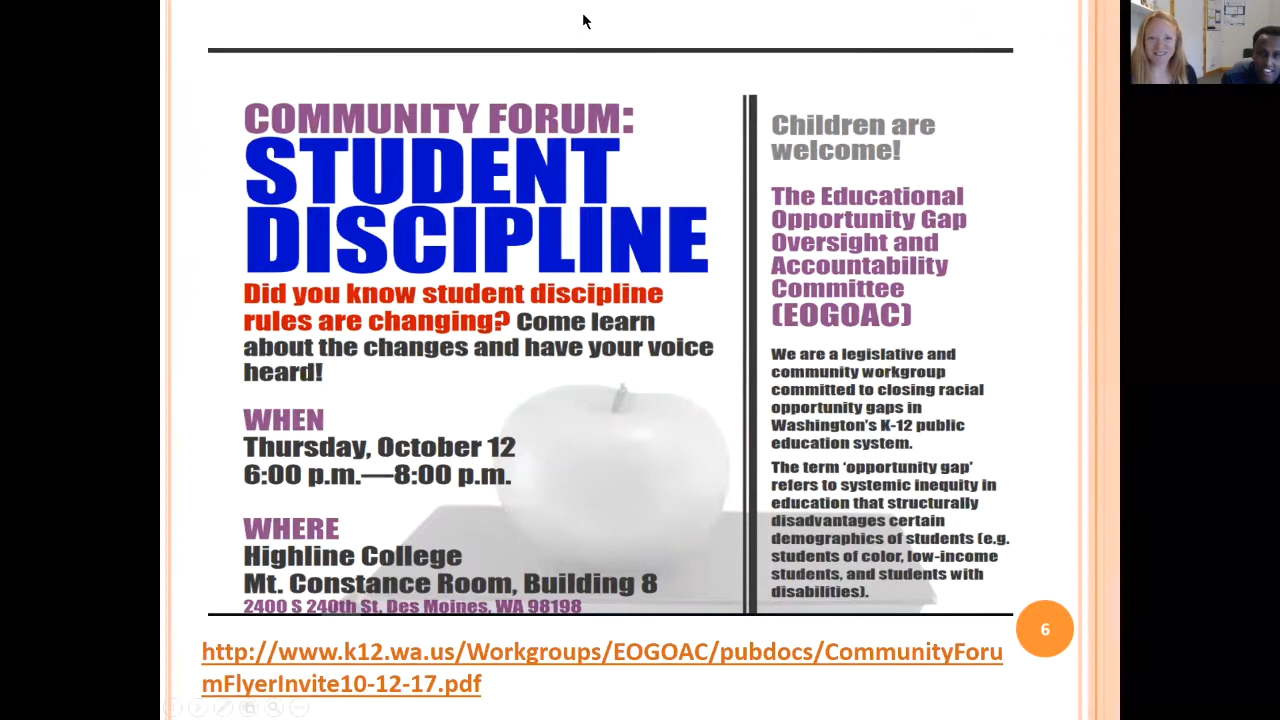 COMMUNITY FORUM:
STUDENT
DISCIPLINE
Did you know student discipline
rules are changing? Come learn
about the changes and have your voice
heard!
WHEN
Thursday, October 12
6:00 p.m.—8:00 p.m.
WHERE
Highline College
Mt. Constance Room, Building 8
2400 S 240th St, Des Moines, WA 98198
Children are
welcome!
The Educational
Opportunity Gap
Oversight and
Accountability
Committee
(EOGOAC)
We are a legislative and
community workgroup
committed to closing racial
opportunity gaps in
Washington's K-12 public
education system.
The term 'opportunity gap'
refers to systemic inequity in
education that structurally
disadvantages certain
demographics of students (e.g.
students of color, low-income
students, and students with
disabilities).
6
http://www.k12.wa.us/Workgroups/EOGOAC/pubdocs/CommunityForu
mFlyerInvite10-12-17.pdf